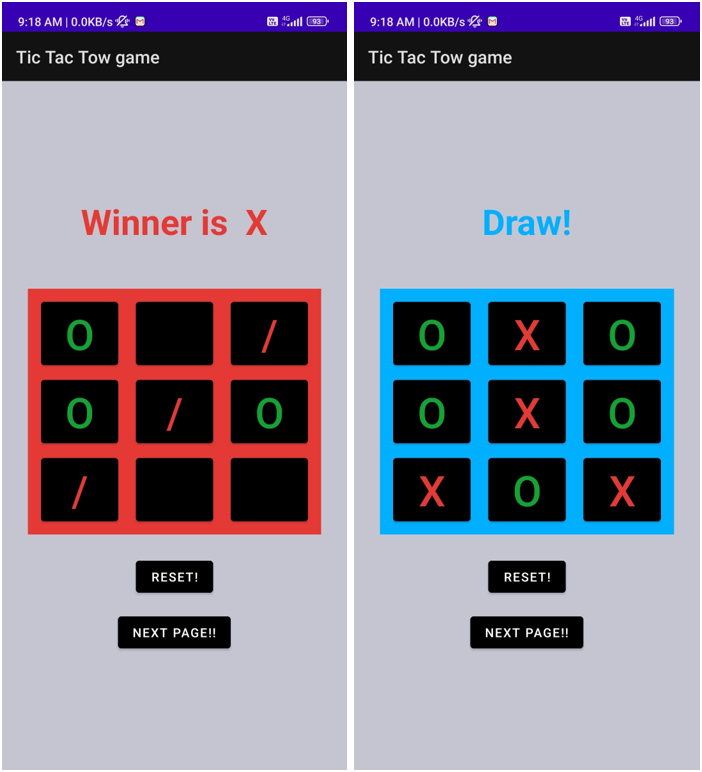 9:18 AM | 0.0KB/s
4G
93
Tic Tac Tow game
Winner is X
O /
O / O
/
RESET!
NEXT PAGE!!
9:18 AM | 0.0KB/s
4G
93
Tic Tac Tow game
Draw!
O X O
O X O
X O X
RESET!
NEXT PAGE!!